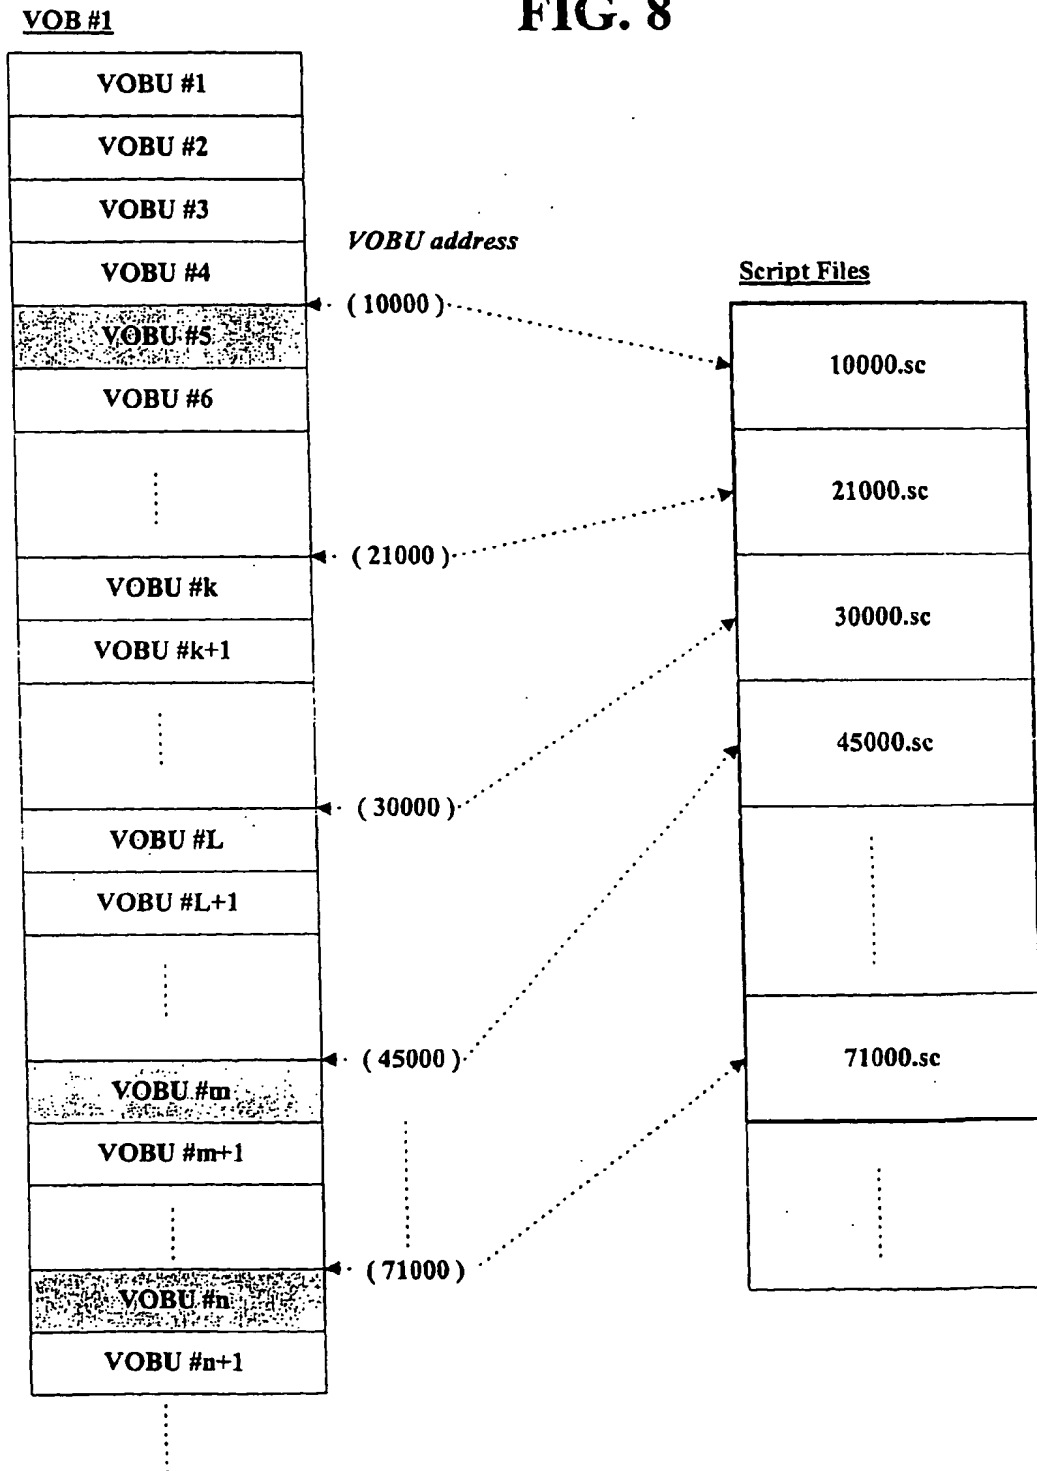 FIG. 8
VOB #1
VOBU #1
VOBU #2
VOBU #3
VOBU #4
VOBU #5
VOBU #6
VOBU #k
VOBU #k+1
VOBU #L
VOBU #L+1
VOBU #m
VOBU #m+1
VOBU #n
VOBU #n+1
VOBU address
( 10000 )
( 21000 )
( 30000 )
( 45000 )
( 71000 )
Script Files
10000.sc
21000.sc
30000.sc
45000.sc
71000.sc